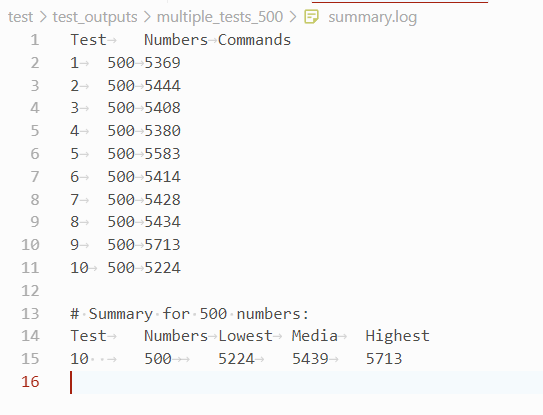 test > test_outputs > multiple_tests_500 > summary.log
1 Test→ Numbers→Commands
2 1→ 500→5369
3 2→ 500→5444
4 3→ 500→5408
5 4→ 500→5380
6 5→ 500→5583
7 6→ 500→5414
8 7→ 500→5428
9 8→ 500→5434
10 9→ 500→5713
11 10→ 500→5224
12
13 #·Summary·for·500·numbers:
14 Test→ Numbers→Lowest→ Media→ Highest
15 10··→ 500→→ 5224→ 5439→ 5713
16